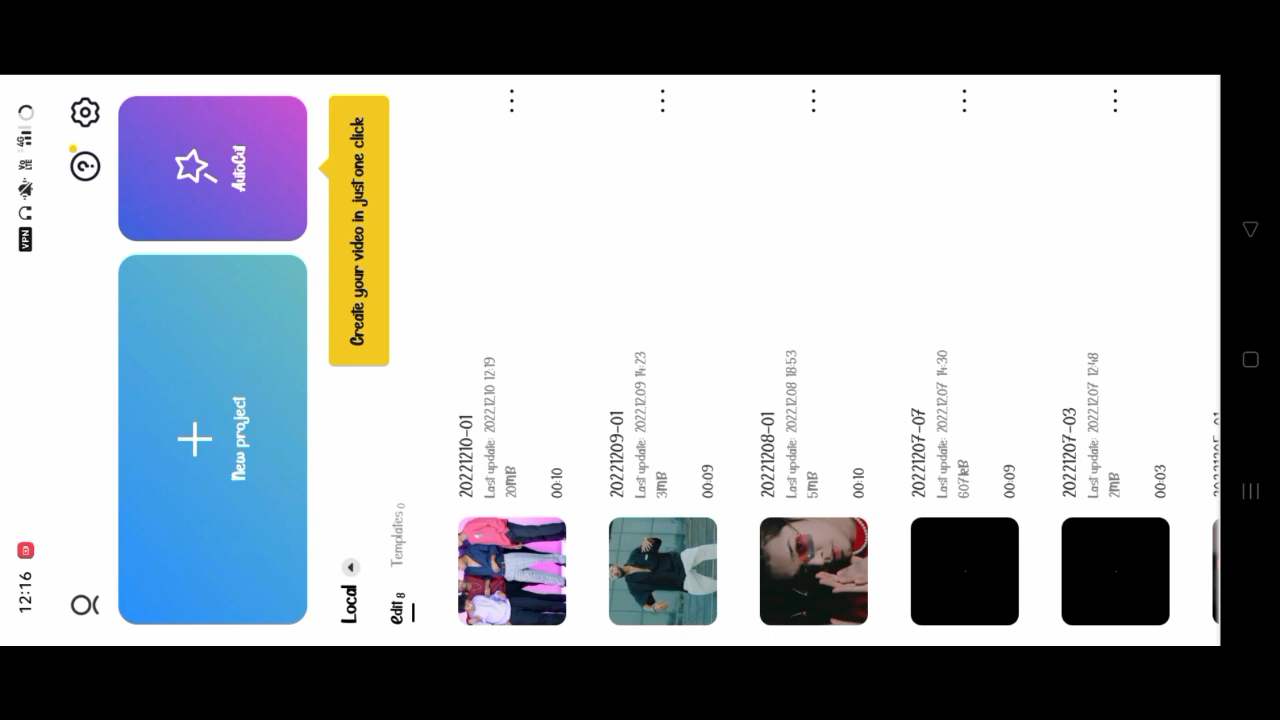 12:16
VPN
Vo
LTE
4G
?
New project
AutoCut
Create your video in just one click
Local
Edit 8
Templates 0
20221210-01
Last update: 2022.12.10 12:19
20MB
00:10
20221209-01
Last update: 2022.12.09 14:23
3MB
00:09
20221208-01
Last update: 2022.12.08 18:53
5MB
00:10
20221207-07
Last update: 2022.12.07 14:30
607kB
00:09
20221207-03
Last update: 2022.12.07 12:48
2MB
00:03